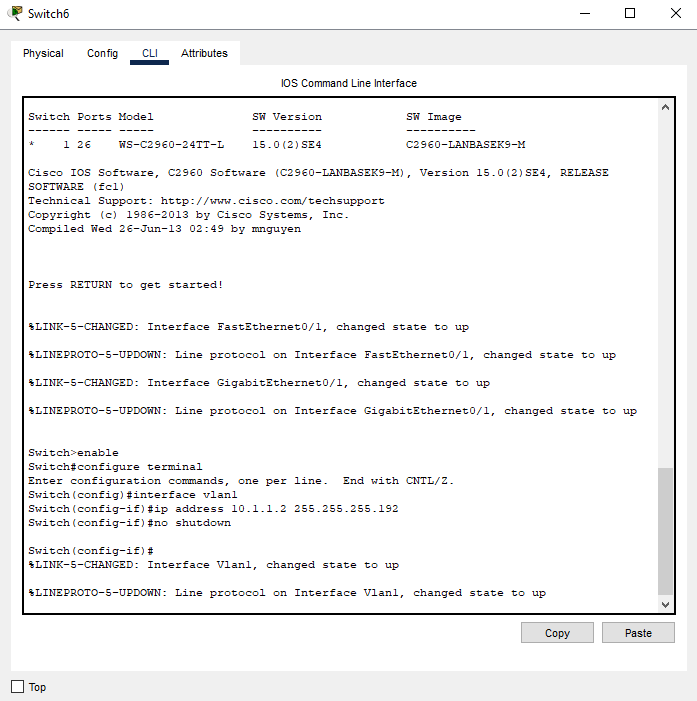 Switch6
Physical Config CLI Attributes
IOS Command Line Interface
Switch Ports Model SW Version SW Image
------ ----- ----- ---------- ----------
* 1 26 WS-C2960-24TT-L 15.0(2)SE4 C2960-LANBASEK9-M
Cisco IOS Software, C2960 Software (C2960-LANBASEK9-M), Version 15.0(2)SE4, RELEASE
SOFTWARE (fc1)
Technical Support: http://www.cisco.com/techsupport
Copyright (c) 1986-2013 by Cisco Systems, Inc.
Compiled Wed 26-Jun-13 02:49 by mnguyen
Press RETURN to get started!
%LINK-5-CHANGED: Interface FastEthernet0/1, changed state to up
%LINEPROTO-5-UPDOWN: Line protocol on Interface FastEthernet0/1, changed state to up
%LINK-5-CHANGED: Interface GigabitEthernet0/1, changed state to up
%LINEPROTO-5-UPDOWN: Line protocol on Interface GigabitEthernet0/1, changed state to up
Switch>enable
Switch#configure terminal
Enter configuration commands, one per line. End with CNTL/Z.
Switch(config)#interface vlan1
Switch(config-if)#ip address 10.1.1.2 255.255.255.192
Switch(config-if)#no shutdown
Switch(config-if)#
%LINK-5-CHANGED: Interface Vlan1, changed state to up
%LINEPROTO-5-UPDOWN: Line protocol on Interface Vlan1, changed state to up
Copy Paste
Top